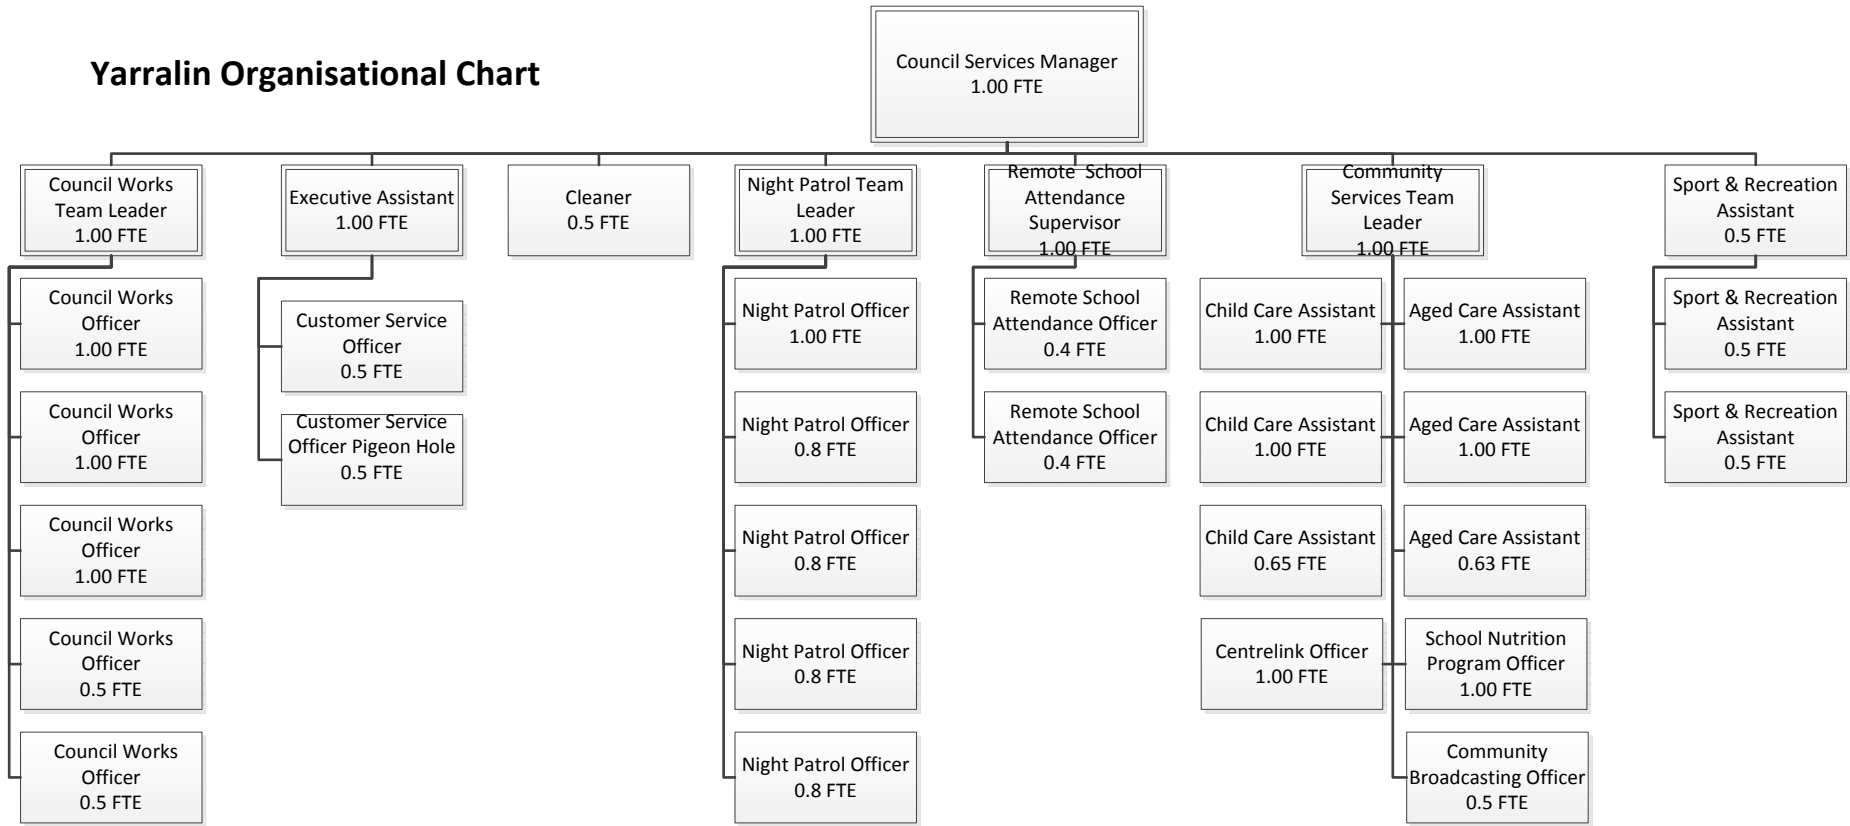 Yarralin Organisational Chart
Council Services Manager
1.00 FTE
Council Works
Team Leader
1.00 FTE
Executive Assistant
1.00 FTE
Cleaner
0.5 FTE
Night Patrol Team
Leader
1.00 FTE
Remote School
Attendance
Supervisor
1.00 FTE
Community
Services Team
Leader
1.00 FTE
Sport & Recreation
Assistant
0.5 FTE
Council Works
Officer
1.00 FTE
Council Works
Officer
1.00 FTE
Council Works
Officer
1.00 FTE
Council Works
Officer
0.5 FTE
Council Works
Officer
0.5 FTE
Customer Service
Officer
0.5 FTE
Customer Service
Officer Pigeon Hole
0.5 FTE
Night Patrol Officer
1.00 FTE
Night Patrol Officer
0.8 FTE
Night Patrol Officer
0.8 FTE
Night Patrol Officer
0.8 FTE
Night Patrol Officer
0.8 FTE
Remote School
Attendance Officer
0.4 FTE
Remote School
Attendance Officer
0.4 FTE
Child Care Assistant
1.00 FTE
Child Care Assistant
1.00 FTE
Child Care Assistant
0.65 FTE
Centrelink Officer
1.00 FTE
Aged Care Assistant
1.00 FTE
Aged Care Assistant
1.00 FTE
Aged Care Assistant
0.63 FTE
School Nutrition
Program Officer
1.00 FTE
Community
Broadcasting Officer
0.5 FTE
Sport & Recreation
Assistant
0.5 FTE
Sport & Recreation
Assistant
0.5 FTE